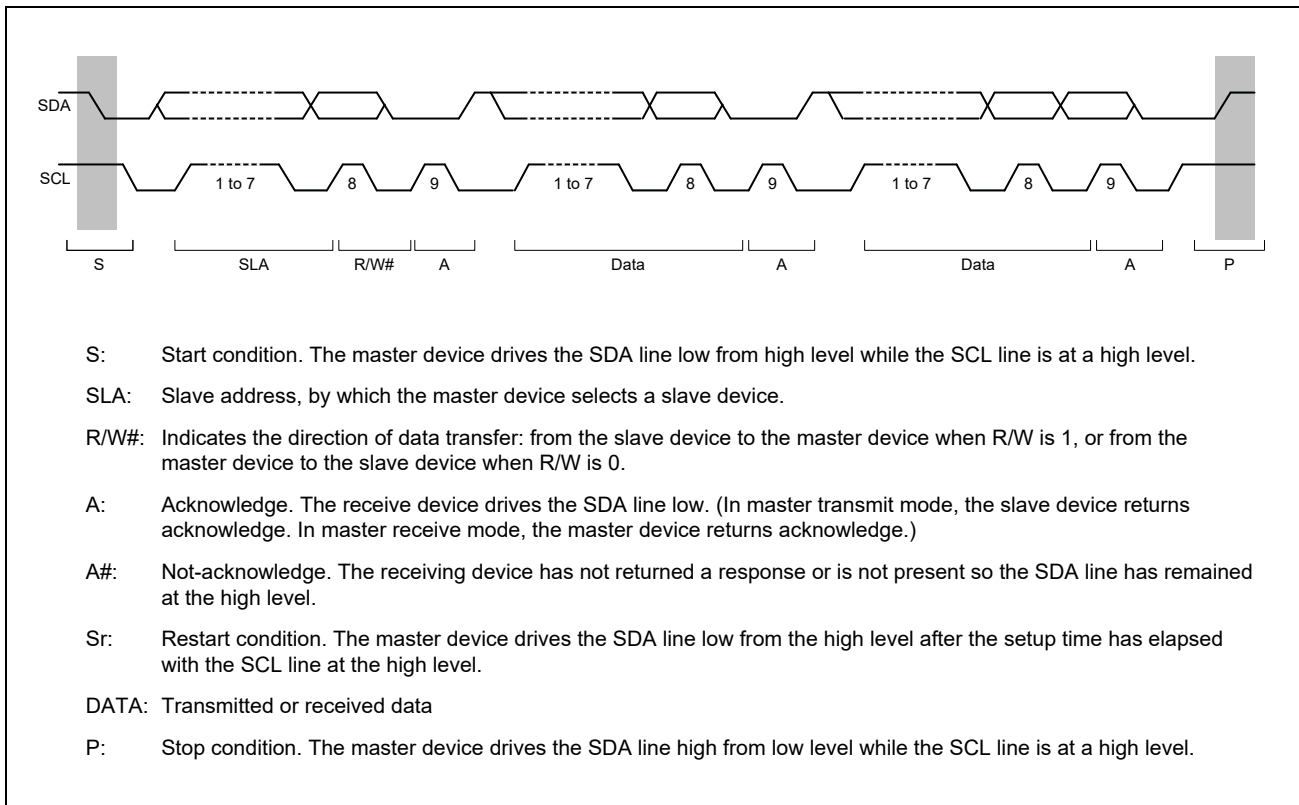 SDA
SCL
1 to 7 8 9 1 to 7 8 9 1 to 7 8 9
S SLA R/W# A Data A Data A P
S: Start condition. The master device drives the SDA line low from high level while the SCL line is at a high level.
SLA: Slave address, by which the master device selects a slave device.
R/W#: Indicates the direction of data transfer: from the slave device to the master device when R/W is 1, or from the
master device to the slave device when R/W is 0.
A: Acknowledge. The receive device drives the SDA line low. (In master transmit mode, the slave device returns
acknowledge. In master receive mode, the master device returns acknowledge.)
A#: Not-acknowledge. The receiving device has not returned a response or is not present so the SDA line has remained
at the high level.
Sr: Restart condition. The master device drives the SDA line low from the high level after the setup time has elapsed
with the SCL line at the high level.
DATA: Transmitted or received data
P: Stop condition. The master device drives the SDA line high from low level while the SCL line is at a high level.